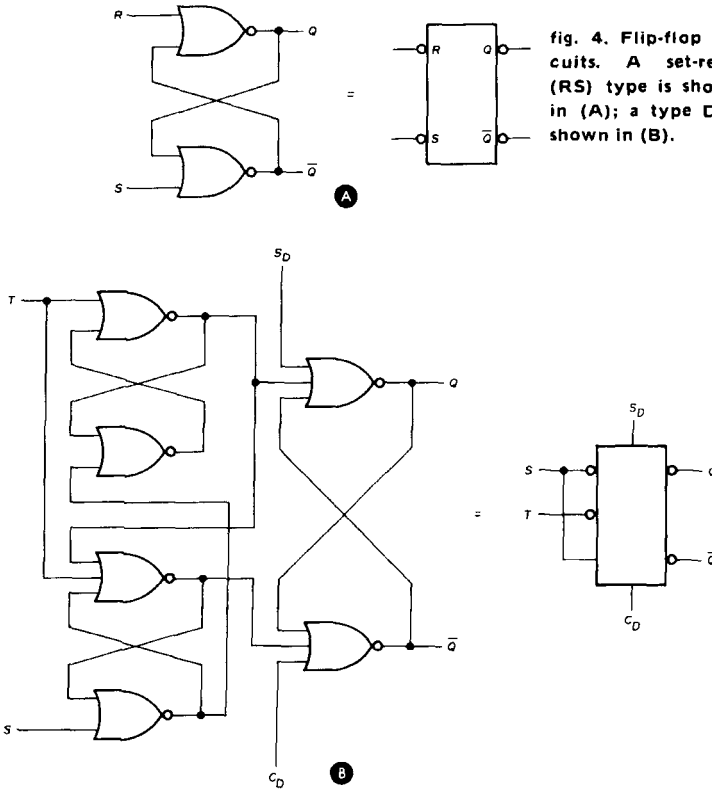 R
Q
S
Q̅
=
R
Q
S
Q̅
fig. 4. Flip-flop
cuits. A set-re
(RS) type is sho
in (A); a type D
shown in (B).
A
S_D
T
Q
S
Q̅
C_D
=
S_D
S
T
Q̅
C_D
B